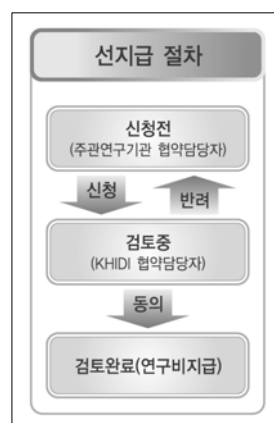 선지급 절차
신청전
(주관연구기관 협약담당자)
신청
반려
검토중
(KHIDI 협약담당자)
동의
검토완료(연구비지급)